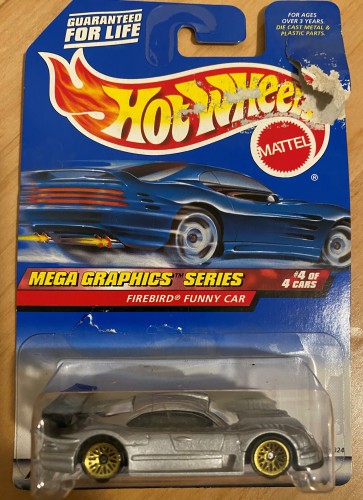 GUARANTEED
FOR LIFE
FOR AGES
OVER 3 YEARS.
DIE CAST METAL &
PLASTIC PARTS.
HOT WHEELS
MATTEL
®
MEGA GRAPHICS™ SERIES
#4 OF
4 CARS
FIREBIRD® FUNNY CAR